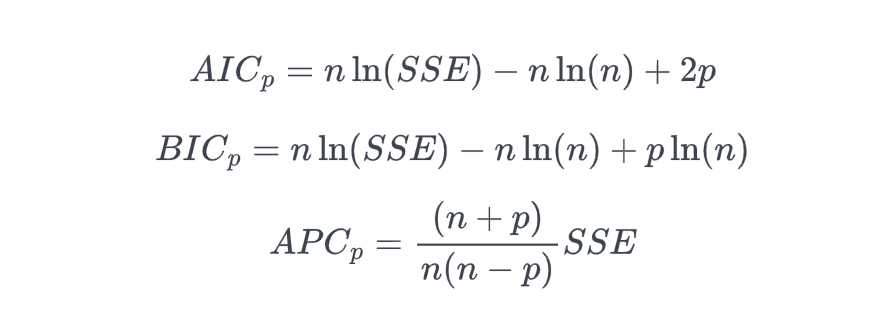 AIC_p = n ln(SSE) − n ln(n) + 2p
BIC_p = n ln(SSE) − n ln(n) + p ln(n)
APC_p = (n + p) / n(n − p) SSE